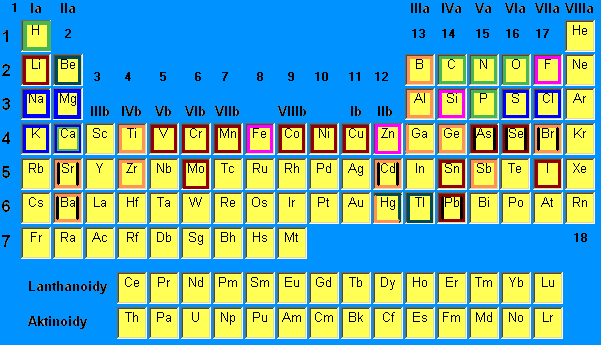 1 Ia IIa IIIa IVa Va VIa VIIa VIIIa
1 H 2 13 14 15 16 17 He
2 Li Be B C N O F Ne
3 Na Mg 3 4 5 6 7 8 9 10 11 12 Al Si P S Cl Ar
IIIb IVb Vb VIb VIIb VIIIb Ib IIb
4 K Ca Sc Ti V Cr Mn Fe Co Ni Cu Zn Ga Ge As Se Br Kr
5 Rb Sr Y Zr Nb Mo Tc Ru Rh Pd Ag Cd In Sn Sb Te I Xe
6 Cs Ba La Hf Ta W Re Os Ir Pt Au Hg Tl Pb Bi Po At Rn
7 Fr Ra Ac Rf Db Sg Bh Hs Mt 18
Lanthanoidy Ce Pr Nd Pm Sm Eu Gd Tb Dy Ho Er Tm Yb Lu
Aktinoidy Th Pa U Np Pu Am Cm Bk Cf Es Fm Md No Lr